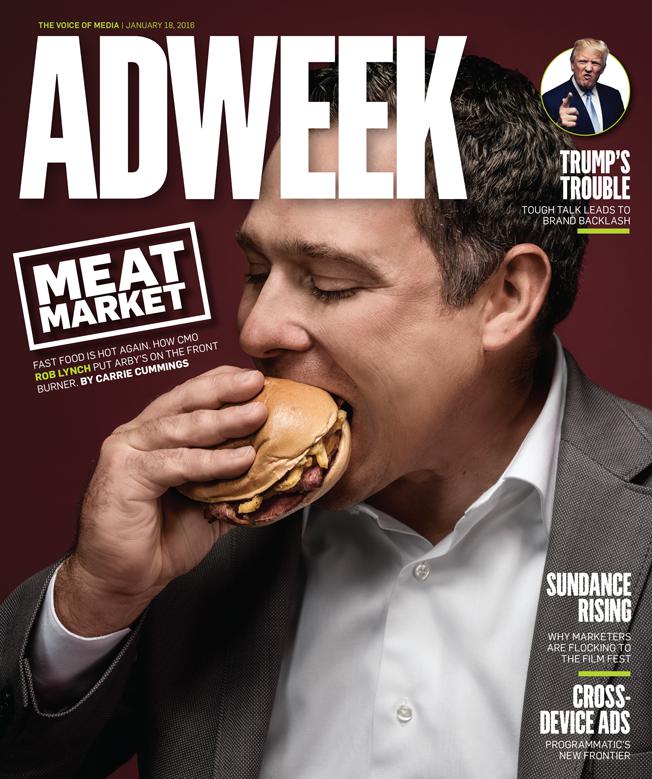 THE VOICE OF MEDIA | JANUARY 18, 2016
ADWEEK
TRUMP'S
TROUBLE
TOUGH TALK LEADS TO
BRAND BACKLASH
MEAT
MARKET
FAST FOOD IS HOT AGAIN. HOW CMO
ROB LYNCH PUT ARBY'S ON THE FRONT
BURNER. BY CARRIE CUMMINGS
SUNDANCE
RISING
WHY MARKETERS
ARE FLOCKING TO
THE FILM FEST
CROSS-
DEVICE ADS
PROGRAMMATIC'S
NEW FRONTIER